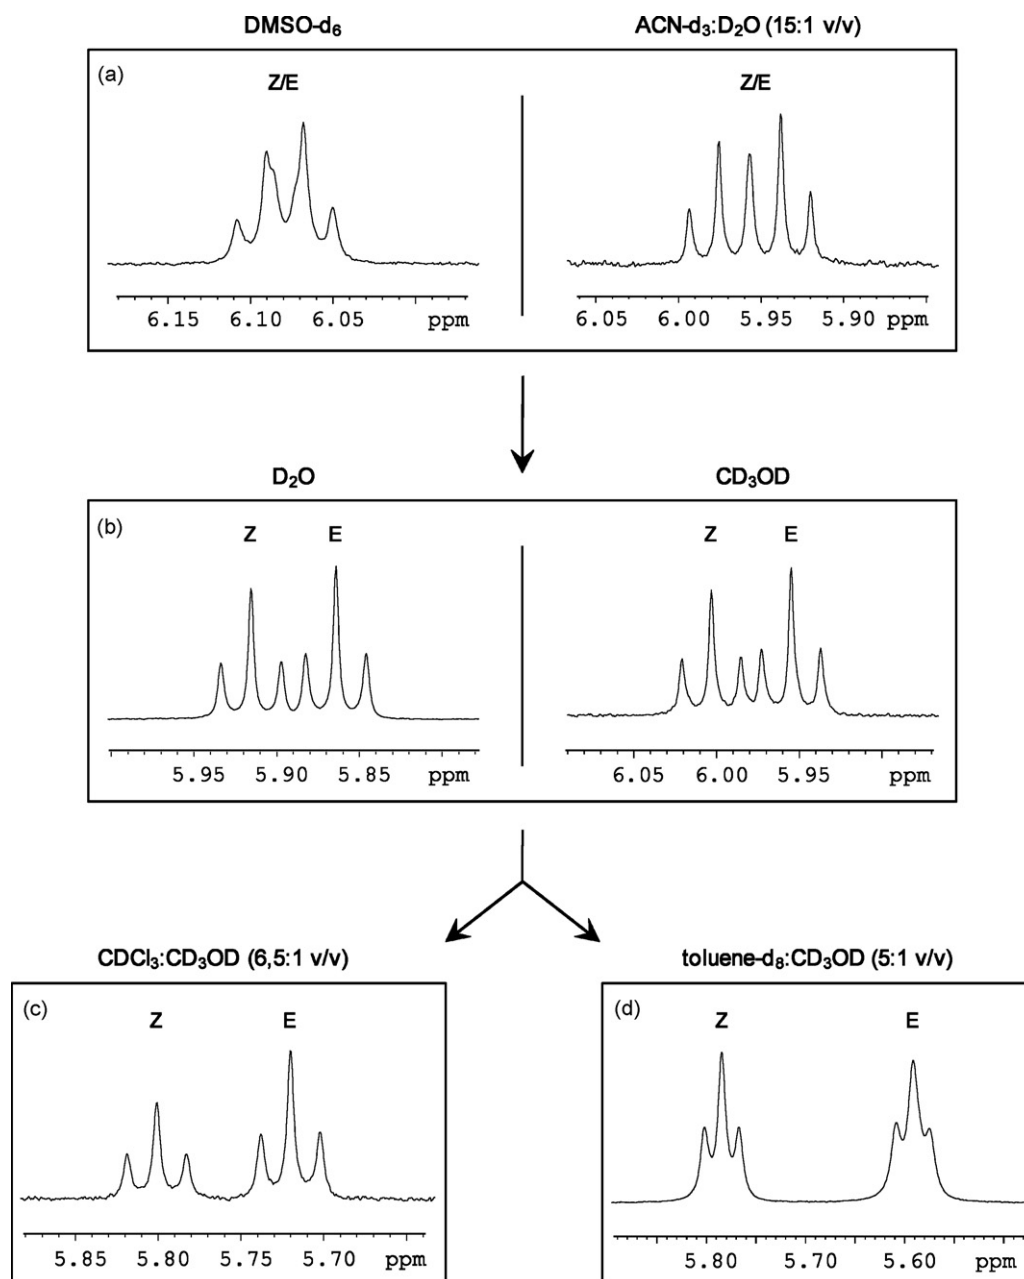 DMSO-d₆ ACN-d₃:D₂O (15:1 v/v)
(a)
Z/E Z/E
6.15 6.10 6.05 ppm 6.05 6.00 5.95 5.90 ppm
D₂O CD₃OD
(b)
Z E Z E
5.95 5.90 5.85 ppm 6.05 6.00 5.95 ppm
CDCl₃:CD₃OD (6,5:1 v/v) toluene-d₈:CD₃OD (5:1 v/v)
(c) (d)
Z E Z E
5.85 5.80 5.75 5.70 ppm 5.80 5.70 5.60 ppm